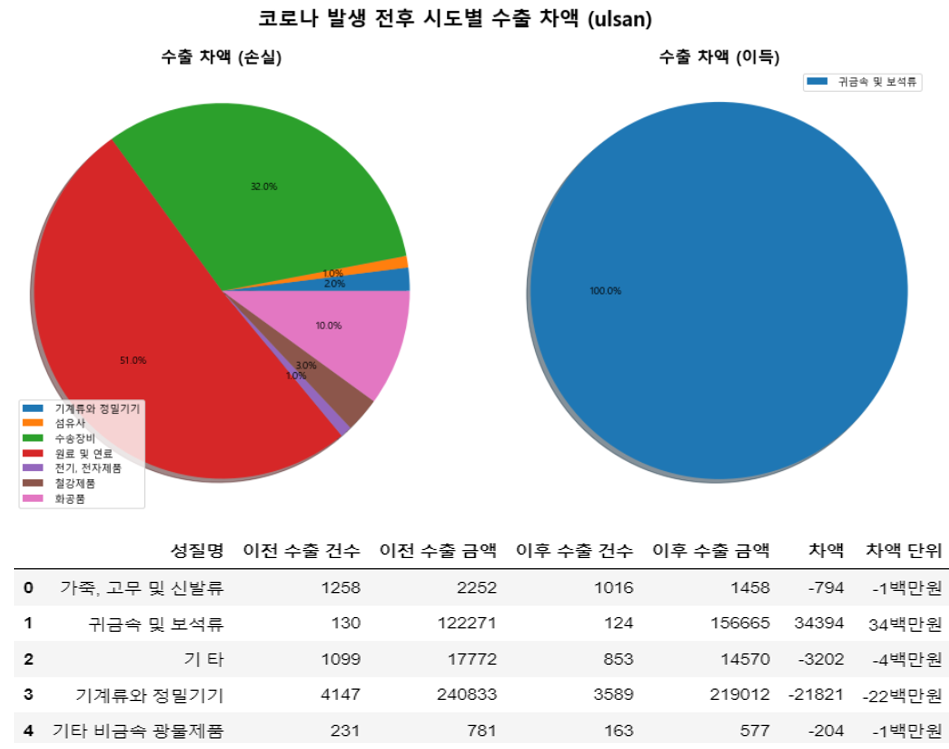 코로나 발생 전후 시도별 수출 차액 (ulsan)
수출 차액 (손실)
수출 차액 (이득)
귀금속 및 보석류
32.0%
1.0%
2.0%
10.0%
3.0%
1.0%
51.0%
100.0%
기계류와 정밀기기
섬유사
수송장비
원료 및 연료
전기, 전자제품
철강제품
화공품
성질명 이전 수출 건수 이전 수출 금액 이후 수출 건수 이후 수출 금액 차액 차액 단위
0 가죽, 고무 및 신발류 1258 2252 1016 1458 -794 -1백만원
1 귀금속 및 보석류 130 122271 124 156665 34394 34백만원
2 기 타 1099 17772 853 14570 -3202 -4백만원
3 기계류와 정밀기기 4147 240833 3589 219012 -21821 -22백만원
4 기타 비금속 광물제품 231 781 163 577 -204 -1백만원